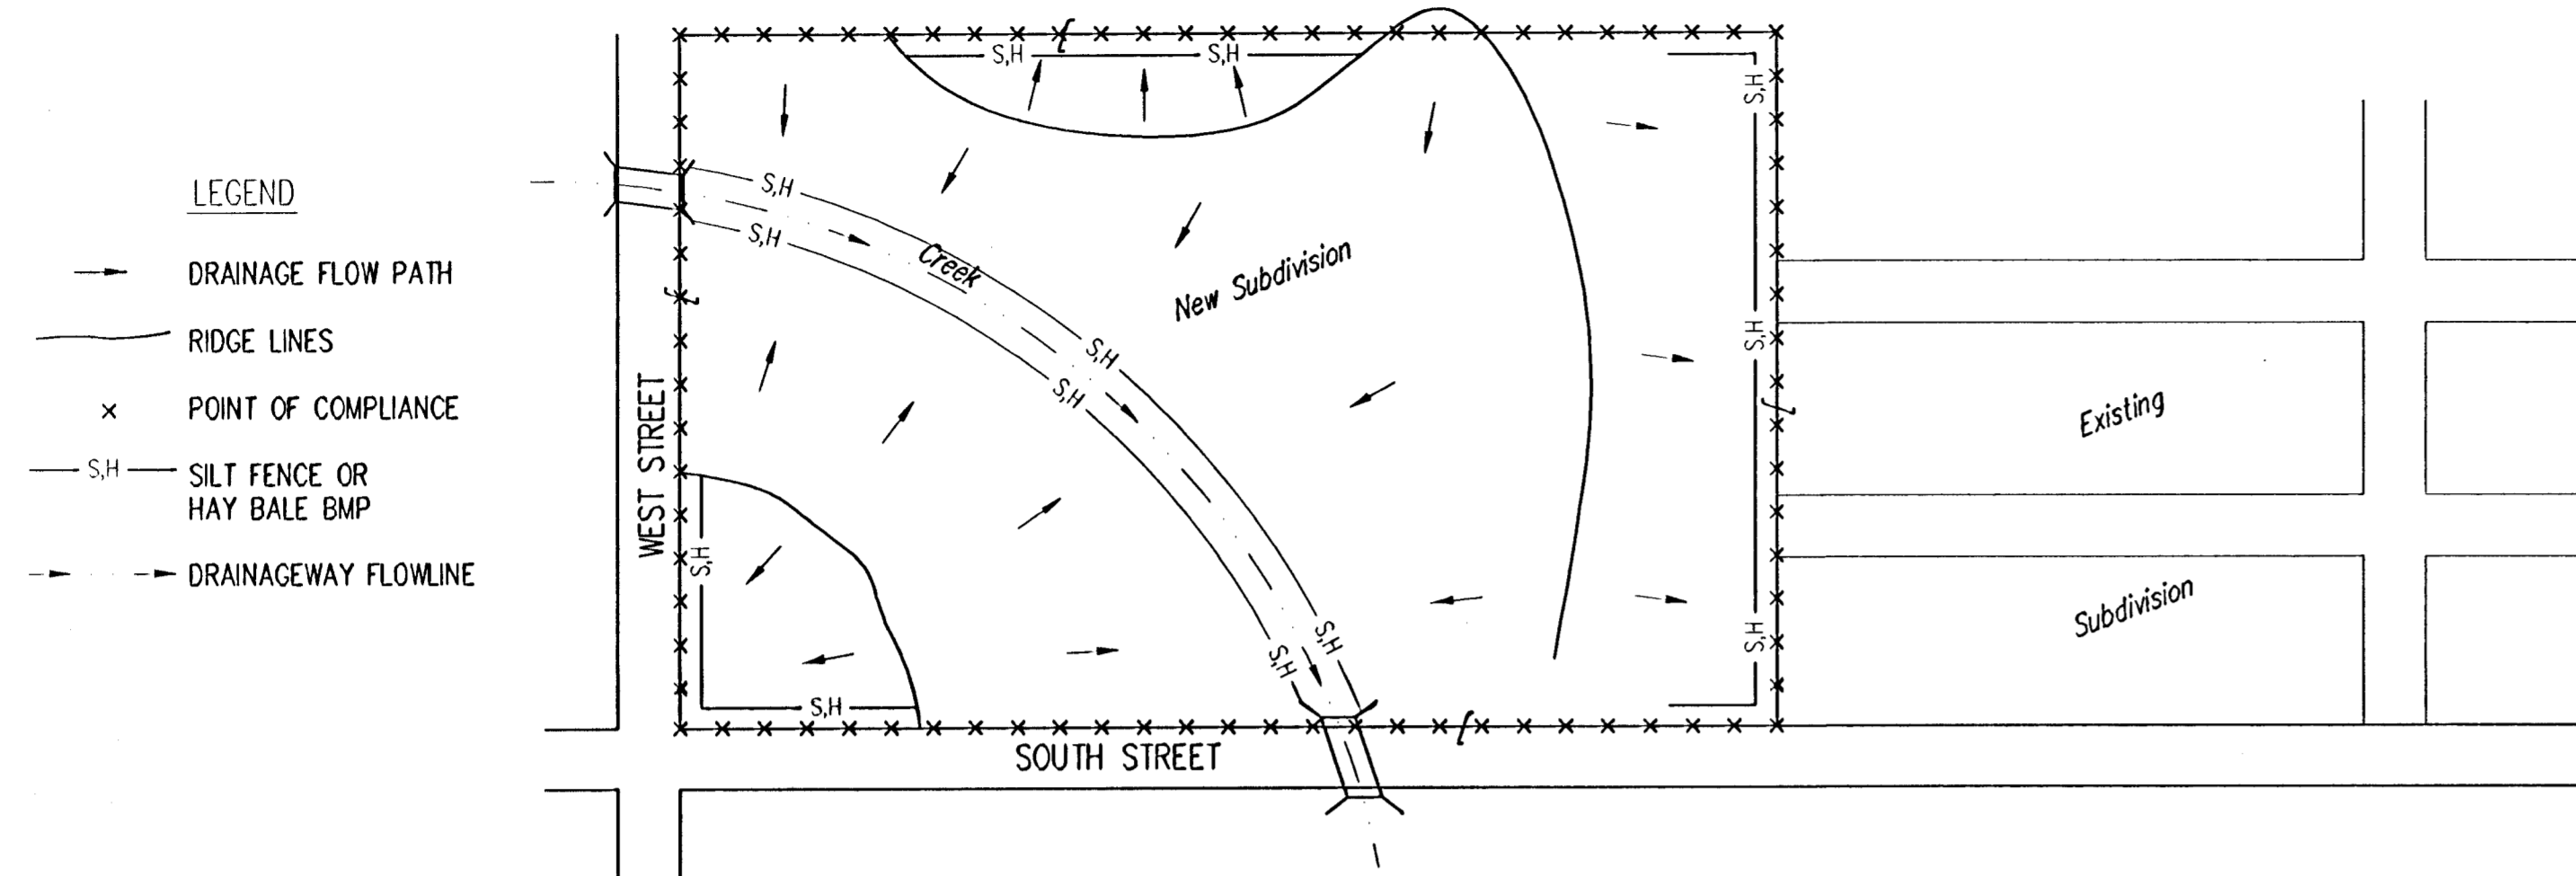 LEGEND
DRAINAGE FLOW PATH
RIDGE LINES
× POINT OF COMPLIANCE
S,H SILT FENCE OR
HAY BALE BMP
DRAINAGEWAY FLOWLINE
S,H
S,H
S,H
S,H
S,H
Creek
New Subdivision
S,H
S,H
S,H
WEST STREET
Existing
S,H
Subdivision
S,H
S,H
S,H
S,H
SOUTH STREET